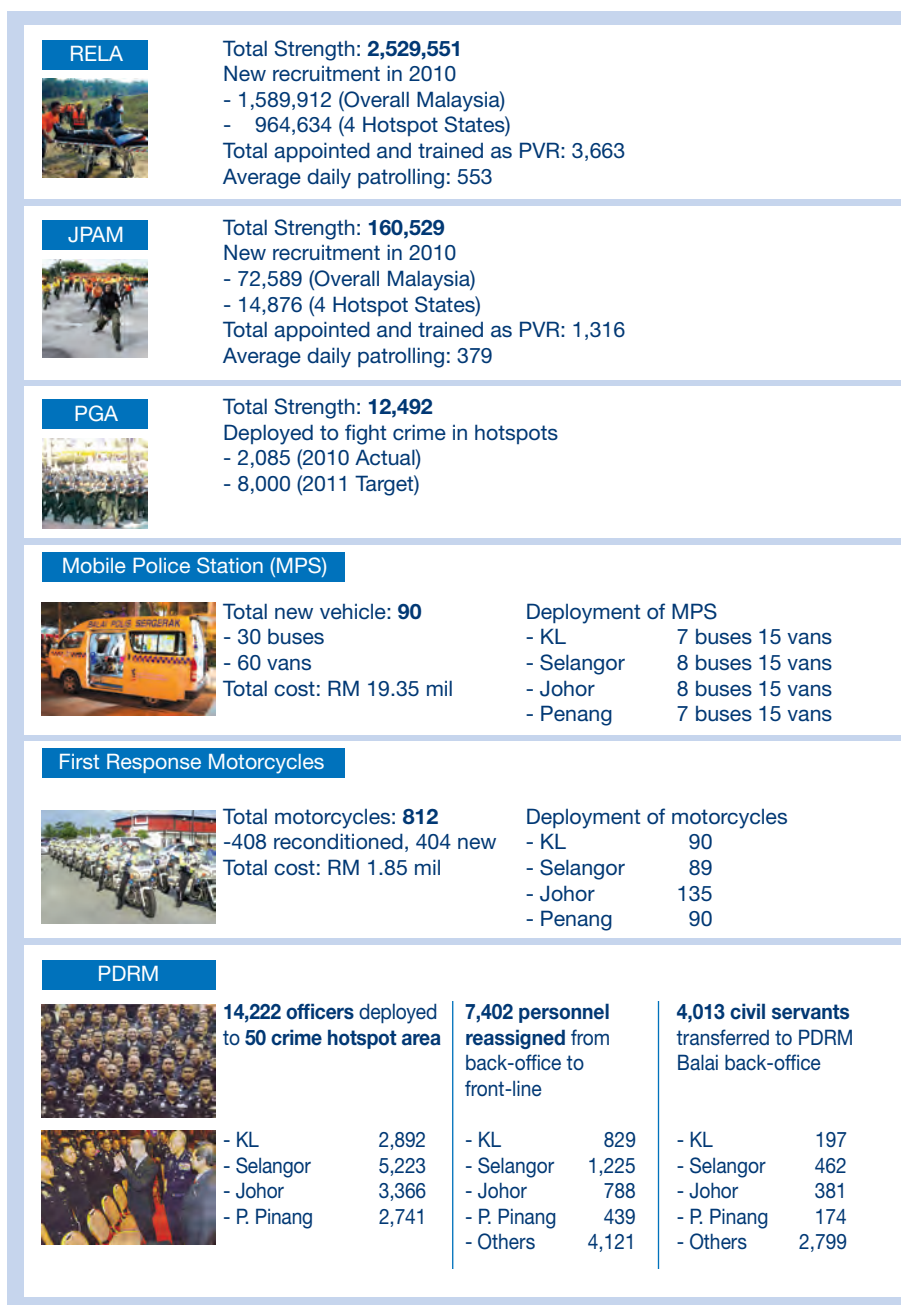 RELA
Total Strength: 2,529,551
New recruitment in 2010
- 1,589,912 (Overall Malaysia)
- 964,634 (4 Hotspot States)
Total appointed and trained as PVR: 3,663
Average daily patrolling: 553
JPAM
Total Strength: 160,529
New recruitment in 2010
- 72,589 (Overall Malaysia)
- 14,876 (4 Hotspot States)
Total appointed and trained as PVR: 1,316
Average daily patrolling: 379
PGA
Total Strength: 12,492
Deployed to fight crime in hotspots
- 2,085 (2010 Actual)
- 8,000 (2011 Target)
Mobile Police Station (MPS)
BALAI POLIS SERGERAK
Total new vehicle: 90
- 30 buses
- 60 vans
Total cost: RM 19.35 mil
Deployment of MPS
- KL 7 buses 15 vans
- Selangor 8 buses 15 vans
- Johor 8 buses 15 vans
- Penang 7 buses 15 vans
First Response Motorcycles
Total motorcycles: 812
-408 reconditioned, 404 new
Total cost: RM 1.85 mil
Deployment of motorcycles
- KL 90
- Selangor 89
- Johor 135
- Penang 90
PDRM
14,222 officers deployed
to 50 crime hotspot area
- KL 2,892
- Selangor 5,223
- Johor 3,366
- P. Pinang 2,741
7,402 personnel
reassigned from
back-office to
front-line
- KL 829
- Selangor 1,225
- Johor 788
- P. Pinang 439
- Others 4,121
4,013 civil servants
transferred to PDRM
Balai back-office
- KL 197
- Selangor 462
- Johor 381
- P. Pinang 174
- Others 2,799